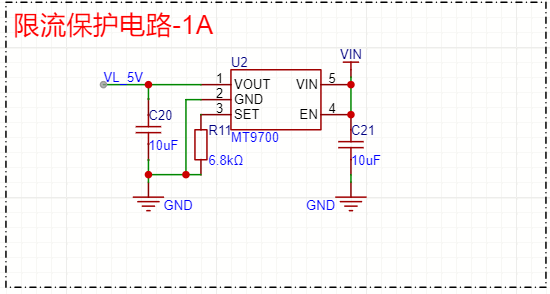 限流保护电路-1A
U2
VIN
VL_5V
1
VOUT
VIN
5
2
GND
3
SET
EN
4
C20
R11
MT9700
C21
10uF
6.8kΩ
10uF
GND
GND